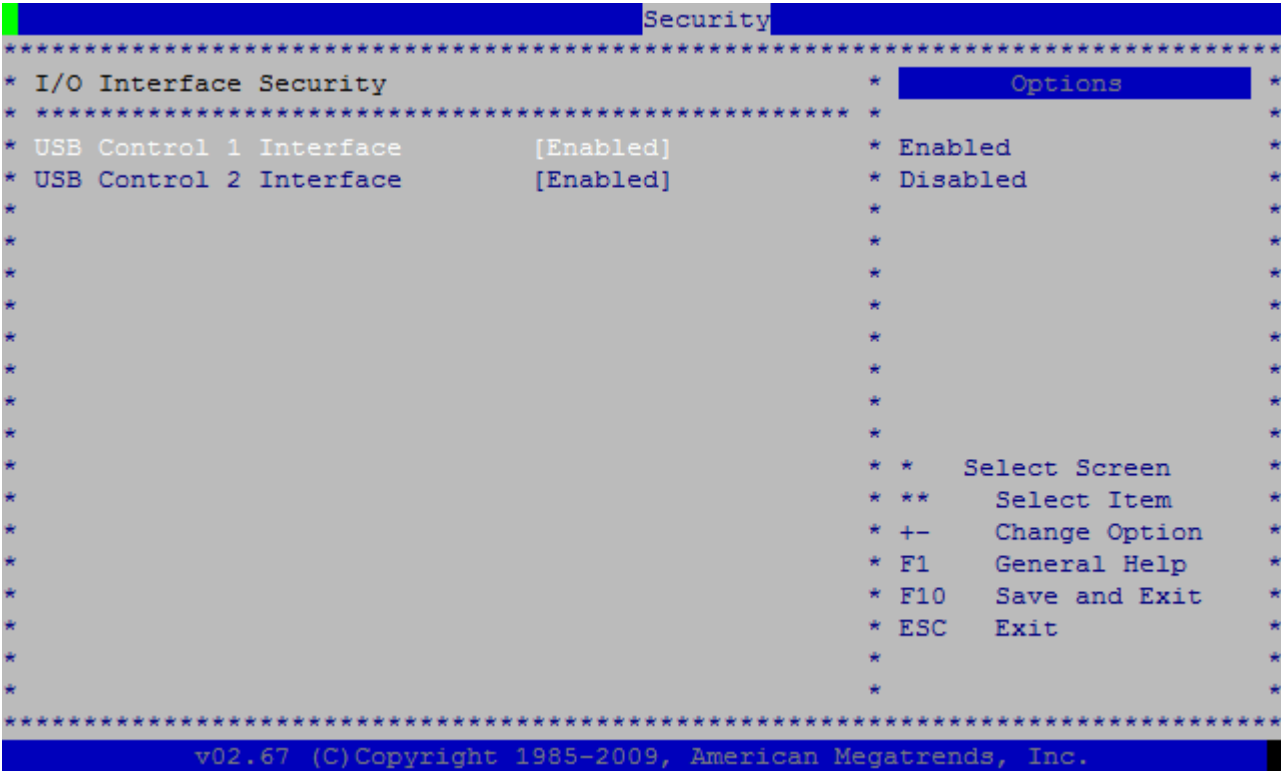 Security
********************************************************************************
* I/O Interface Security * Options *
* *************************************************** * *
* USB Control 1 Interface [Enabled] * Enabled *
* USB Control 2 Interface [Enabled] * Disabled *
* * *
* * *
* * *
* * *
* * *
* * *
* * *
* * *
* * * Select Screen *
* * ** Select Item *
* * +- Change Option *
* * F1 General Help *
* * F10 Save and Exit *
* * ESC Exit *
* * *
* * *
********************************************************************************
v02.67 (C)Copyright 1985-2009, American Megatrends, Inc.